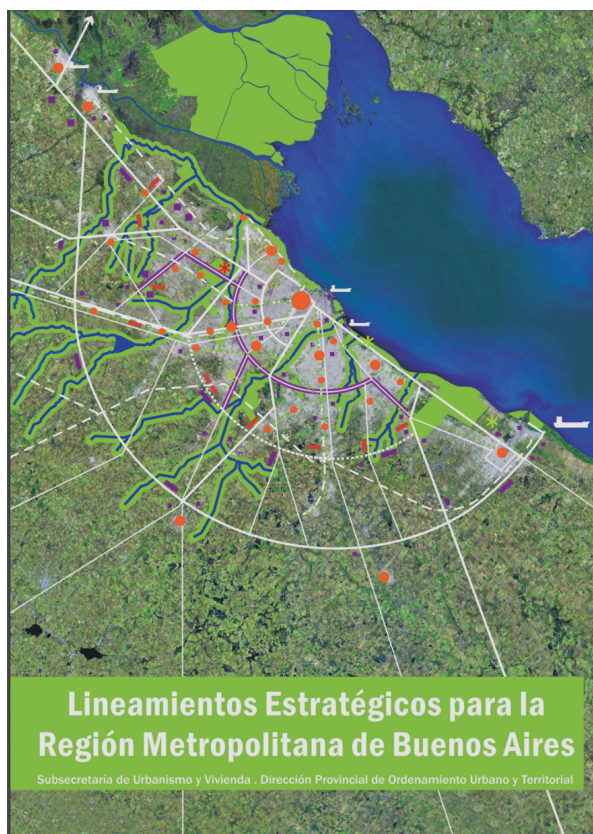 Lineamientos Estratégicos para la
Región Metropolitana de Buenos Aires
Subsecretaría de Urbanismo y Vivienda . Dirección Provincial de Ordenamiento Urbano y Territorial